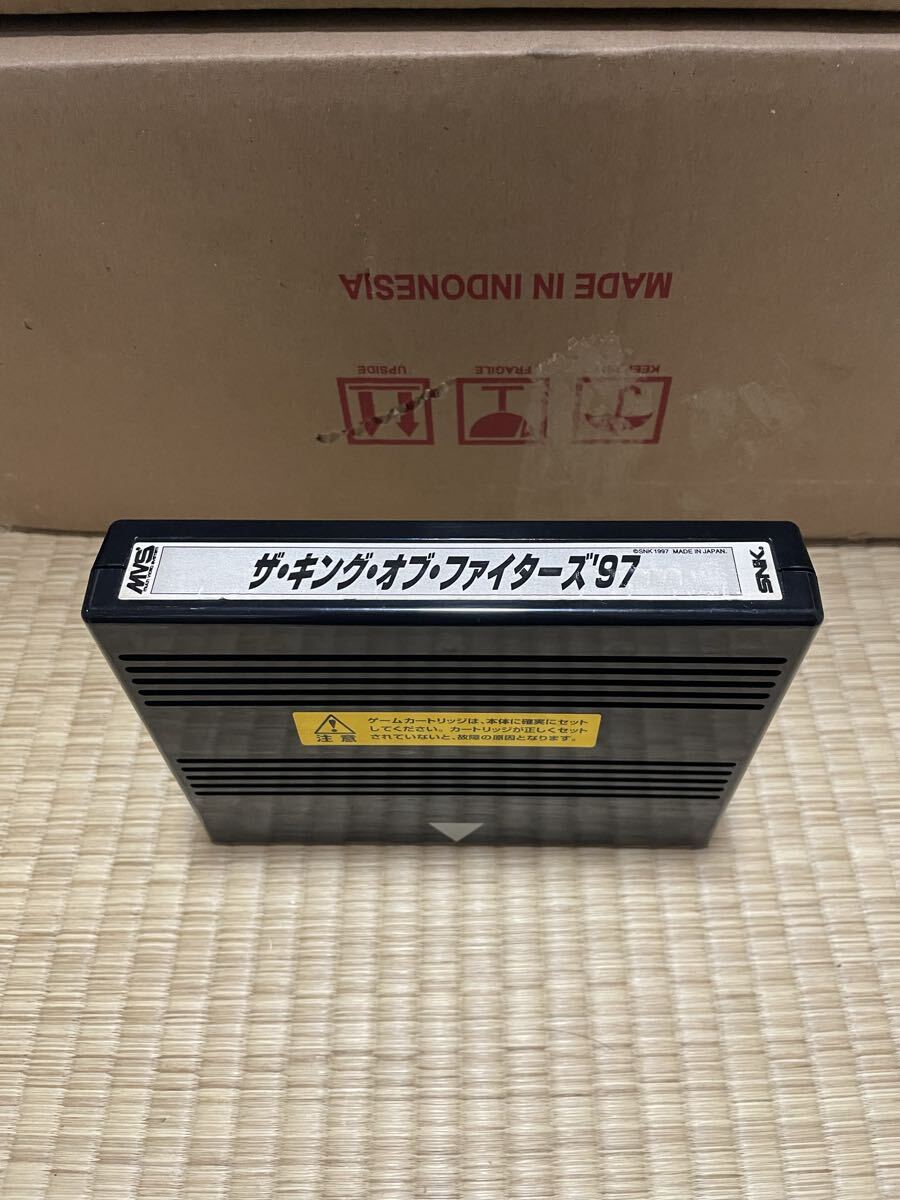 MADE IN INDONESIA
UPSIDE
FRAGILE
MVS
ザ・キング・オブ・ファイターズ'97
©SNK 1997 MADE IN JAPAN.
SNK.
注意
ゲームカートリッジは、本体に確実にセット
してください。カートリッジが正しくセット
されていないと、故障の原因となります。